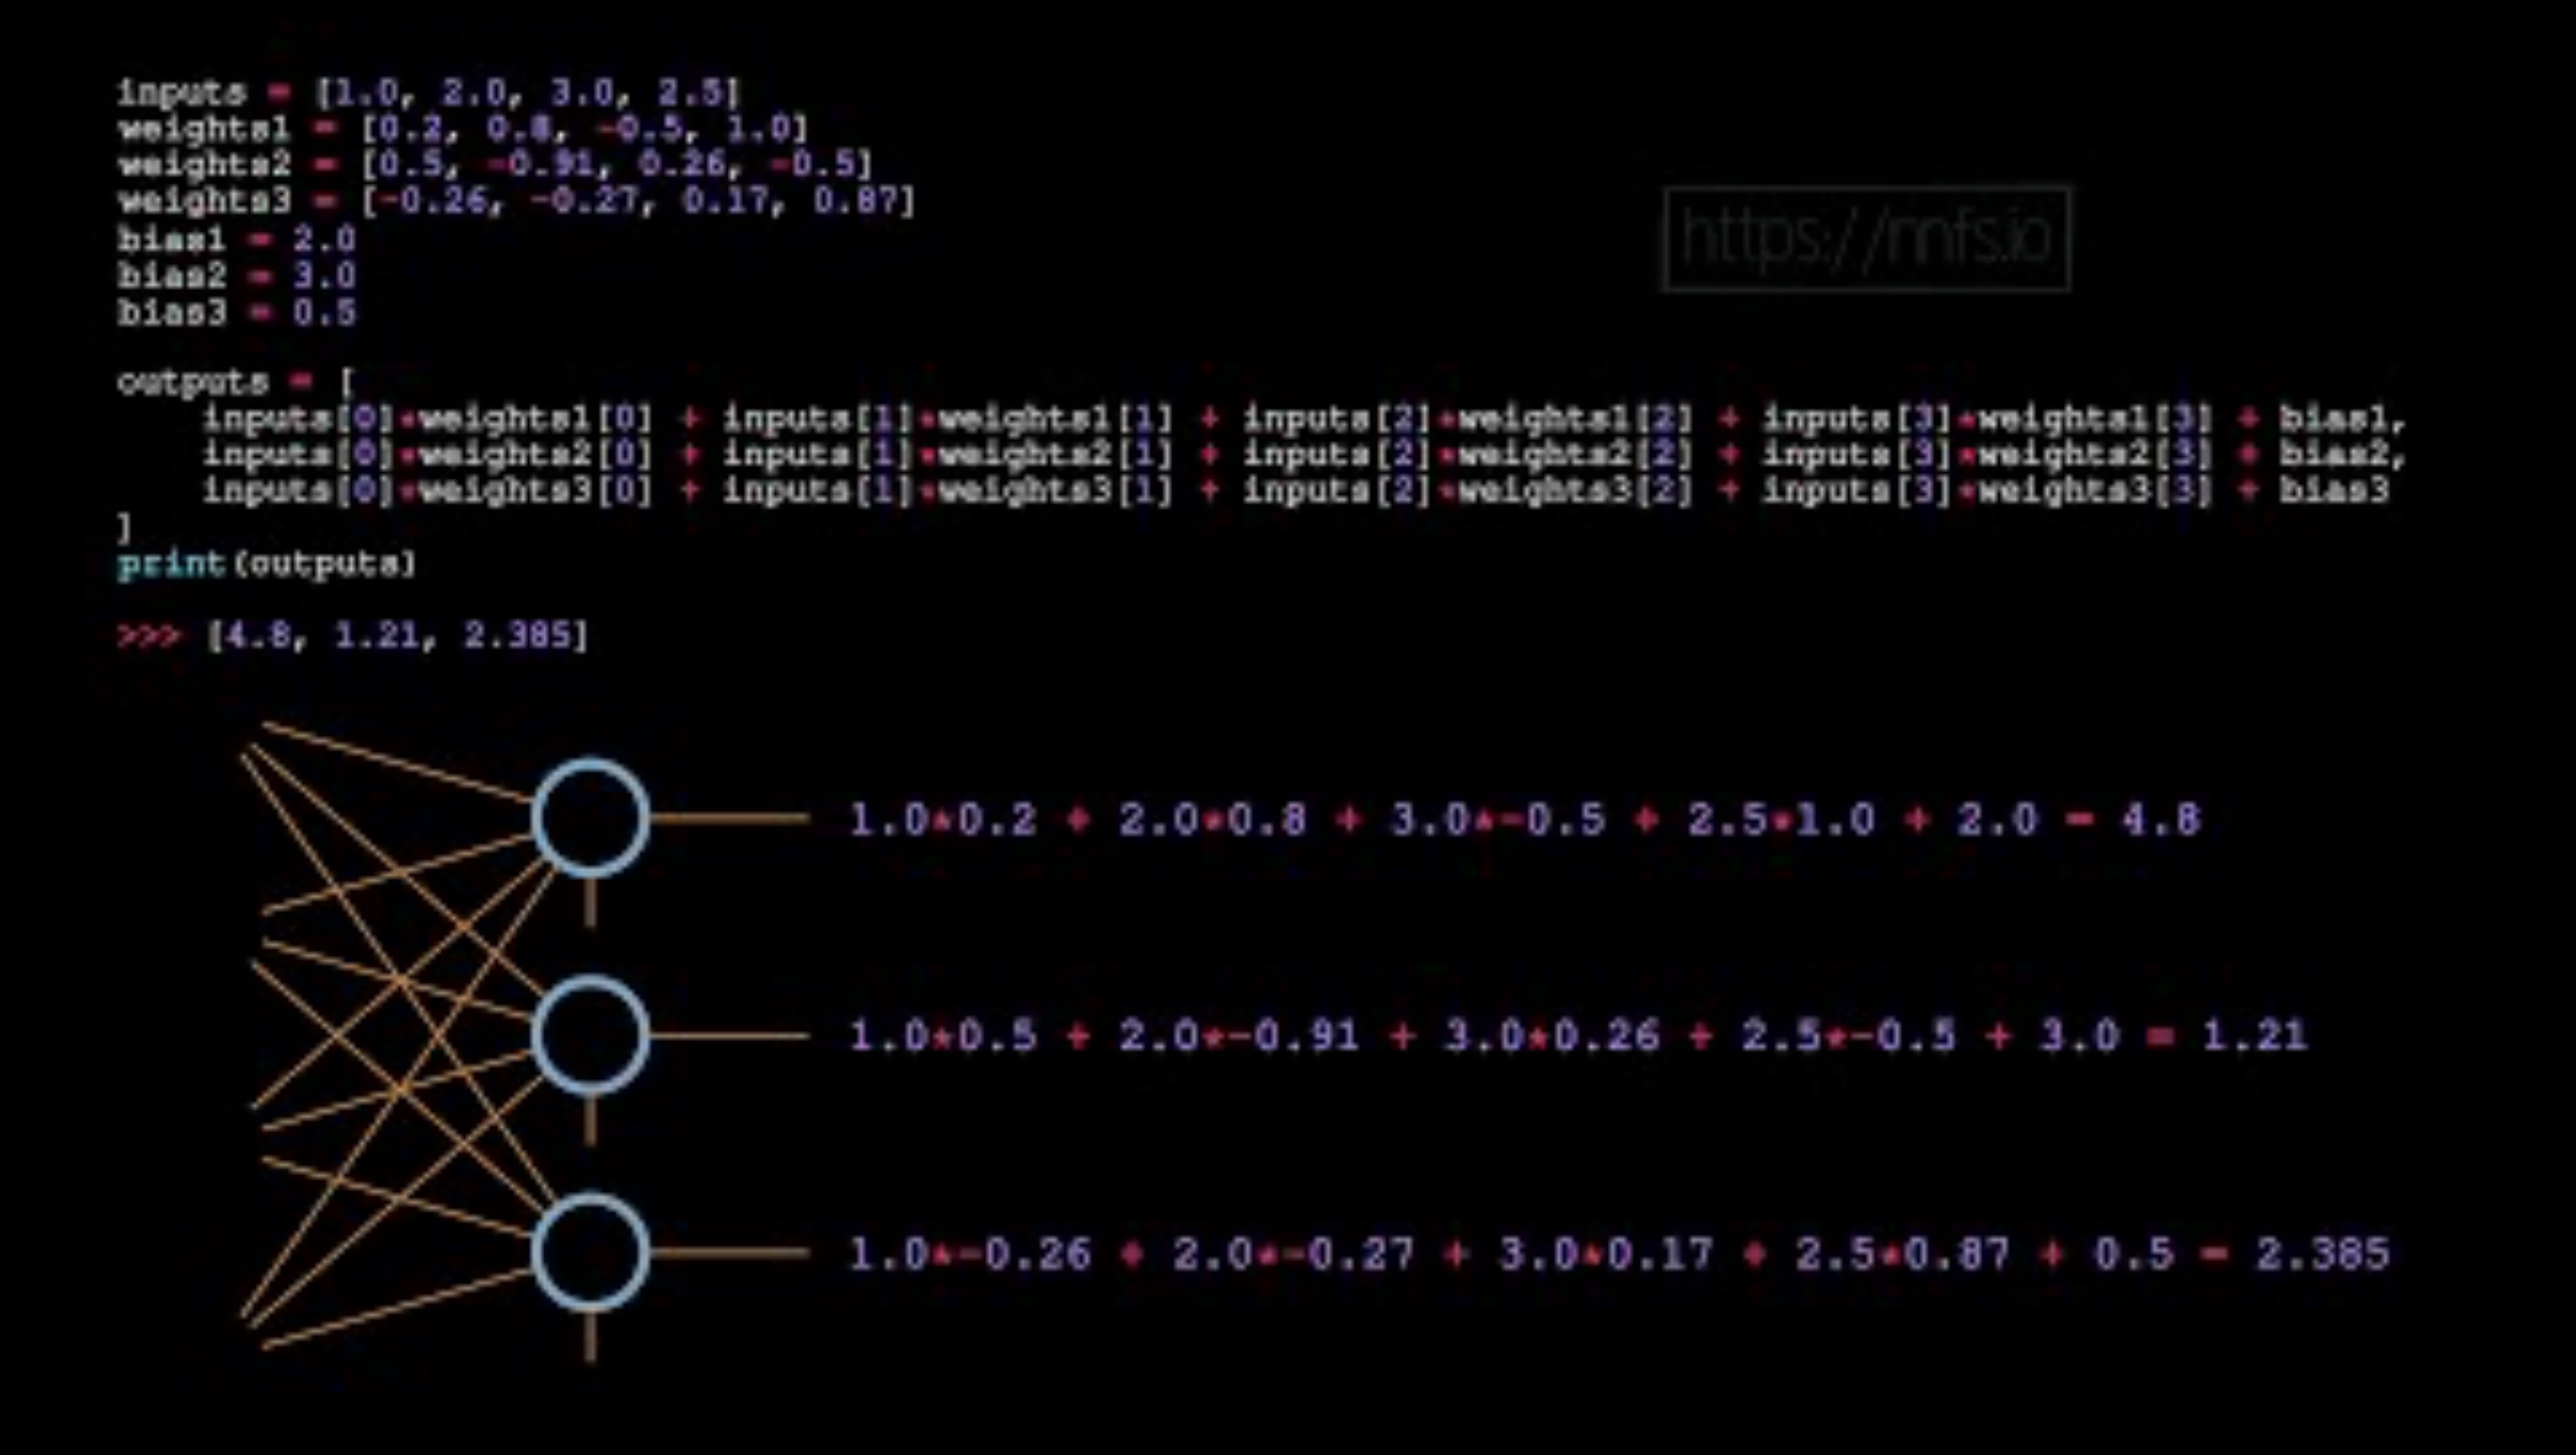 inputs = [1.0, 2.0, 3.0, 2.5]
weights1 = [0.2, 0.8, -0.5, 1.0]
weights2 = [0.5, -0.91, 0.26, -0.5]
weights3 = [-0.26, -0.27, 0.17, 0.87]
bias1 = 2.0
bias2 = 3.0
bias3 = 0.5
https://nnfs.io
outputs = [
    inputs[0]*weights1[0] + inputs[1]*weights1[1] + inputs[2]*weights1[2] + inputs[3]*weights1[3] + bias1,
    inputs[0]*weights2[0] + inputs[1]*weights2[1] + inputs[2]*weights2[2] + inputs[3]*weights2[3] + bias2,
    inputs[0]*weights3[0] + inputs[1]*weights3[1] + inputs[2]*weights3[2] + inputs[3]*weights3[3] + bias3
]
print(outputs)
>>> [4.8, 1.21, 2.385]
1.0*0.2 + 2.0*0.8 + 3.0*-0.5 + 2.5*1.0 + 2.0 = 4.8
1.0*0.5 + 2.0*-0.91 + 3.0*0.26 + 2.5*-0.5 + 3.0 = 1.21
1.0*-0.26 + 2.0*-0.27 + 3.0*0.17 + 2.5*0.87 + 0.5 = 2.385